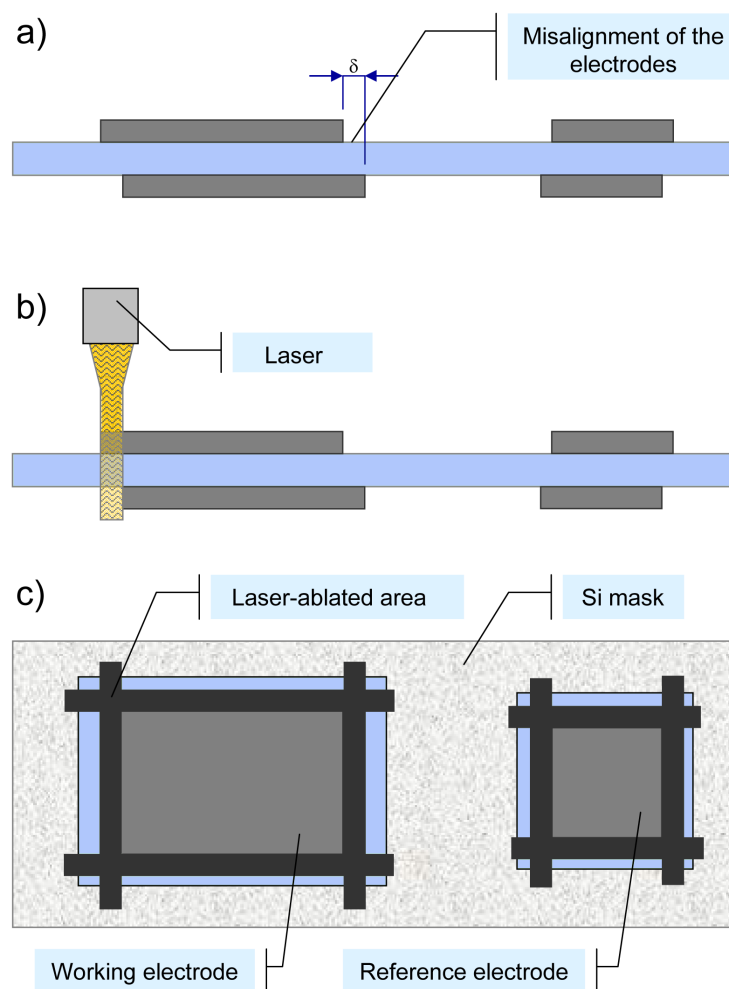 a)
Misalignment of the
electrodes
δ
b)
Laser
c)
Laser-ablated area
Si mask
Working electrode
Reference electrode